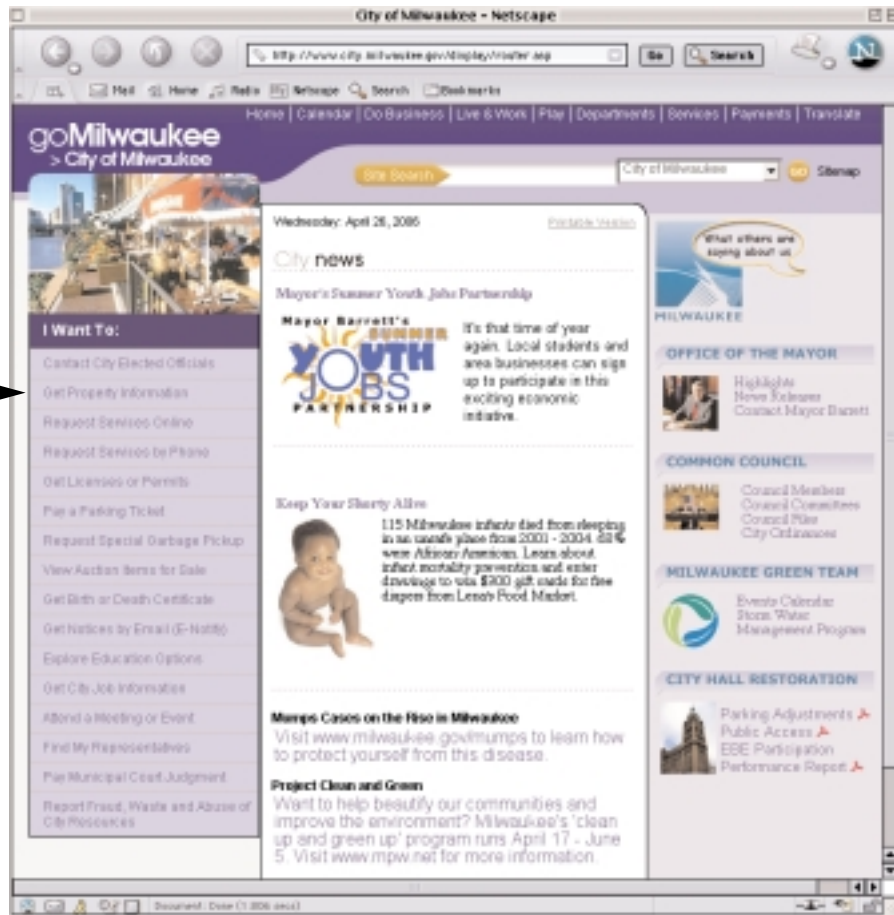 City of Milwaukee - Netscape
http://www.city.milwaukee.gov/display/router.asp
Go
Search
N
Mail Home Radio Netscape Search Bookmarks
Home | Calendar | Do Business | Live & Work | Play | Departments | Services | Payments | Translate
goMilwaukee
> City of Milwaukee
Site Search
City of Milwaukee
GO
Sitemap
I Want To:
Contact City Elected Officials
Get Property Information
Request Services Online
Request Services by Phone
Get Licenses or Permits
Pay a Parking Ticket
Request Special Garbage Pickup
View Auction Items for Sale
Get Birth or Death Certificate
Get Notices by Email (E-Notify)
Explore Education Options
Get City Job Information
Attend a Meeting or Event
Find My Representatives
Pay Municipal Court Judgment
Report Fraud, Waste and Abuse of
City Resources
Wednesday: April 26, 2006
Printable Version
City news
Mayor's Summer Youth Jobs Partnership
Mayor Barrett's
SUMMER
YOUTH
JOBS
PARTNERSHIP
It's that time of year
again. Local students and
area businesses can sign
up to participate in this
exciting economic
initiative.
Keep Your Shorty Alive
115 Milwaukee infants died from sleeping
in an unsafe place from 2001 - 2004.
were African American. Learn about
infant mortality prevention and enter
drawings to win $300 gift cards for free
diapers from Lena's Food Market.
Mumps Cases on the Rise in Milwaukee
Visit www.milwaukee.gov/mumps to learn how
to protect yourself from this disease.
Project Clean and Green
Want to help beautify our communities and
improve the environment? Milwaukee's 'clean
up and green up' program runs April 17 - June
5. Visit www.mpw.net for more information.
What others are
saying about us
MILWAUKEE
OFFICE OF THE MAYOR
Highlights
News Releases
Contact Mayor Barrett
COMMON COUNCIL
Council Members
Council Committees
Council Files
City Ordinances
MILWAUKEE GREEN TEAM
Events Calendar
Storm Water
Management Program
CITY HALL RESTORATION
Parking Adjustments
Public Access
EBE Participation
Performance Report
Document: Done (1.806 secs)